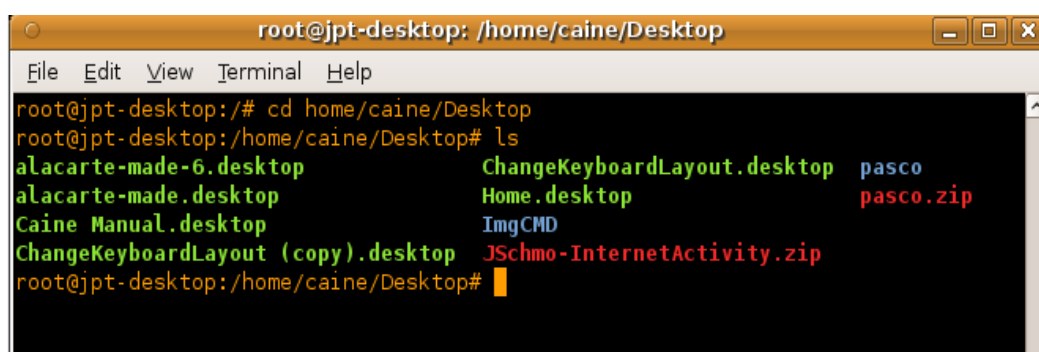 root@jpt-desktop: /home/caine/Desktop
File Edit View Terminal Help
root@jpt-desktop:/# cd home/caine/Desktop
root@jpt-desktop:/home/caine/Desktop# ls
alacarte-made-6.desktop ChangeKeyboardLayout.desktop pasco
alacarte-made.desktop Home.desktop pasco.zip
Caine Manual.desktop ImgCMD
ChangeKeyboardLayout (copy).desktop JSchmo-InternetActivity.zip
root@jpt-desktop:/home/caine/Desktop#